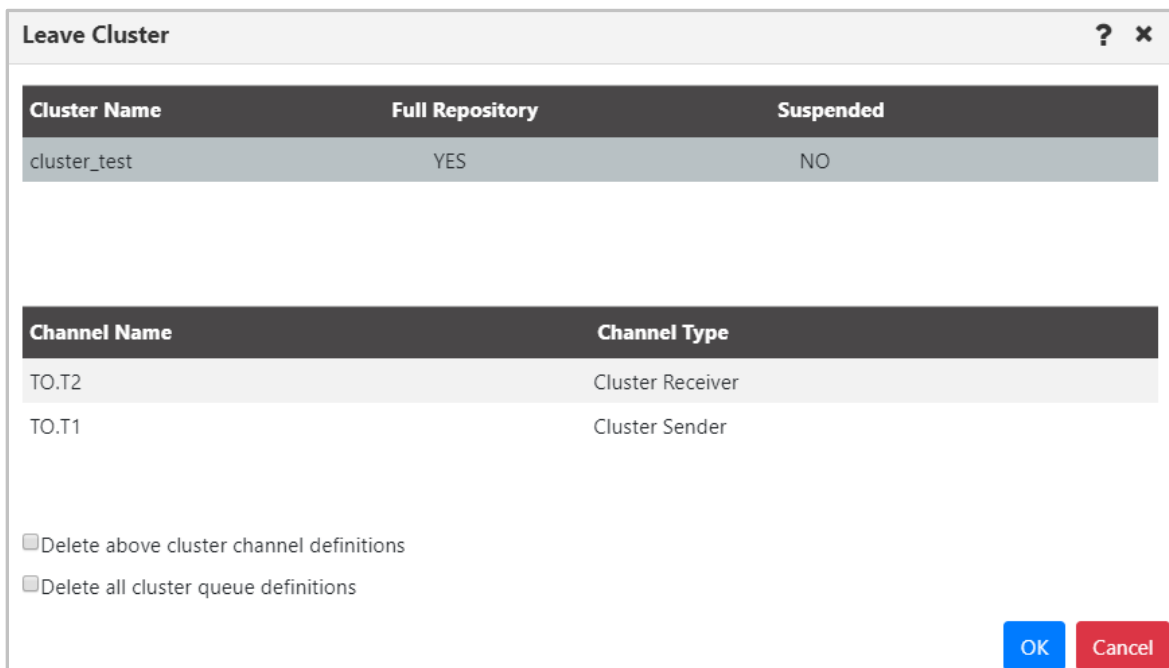 Leave Cluster ? ×
Cluster Name Full Repository Suspended
cluster_test YES NO
Channel Name Channel Type
TO.T2 Cluster Receiver
TO.T1 Cluster Sender
Delete above cluster channel definitions
Delete all cluster queue definitions
OK Cancel